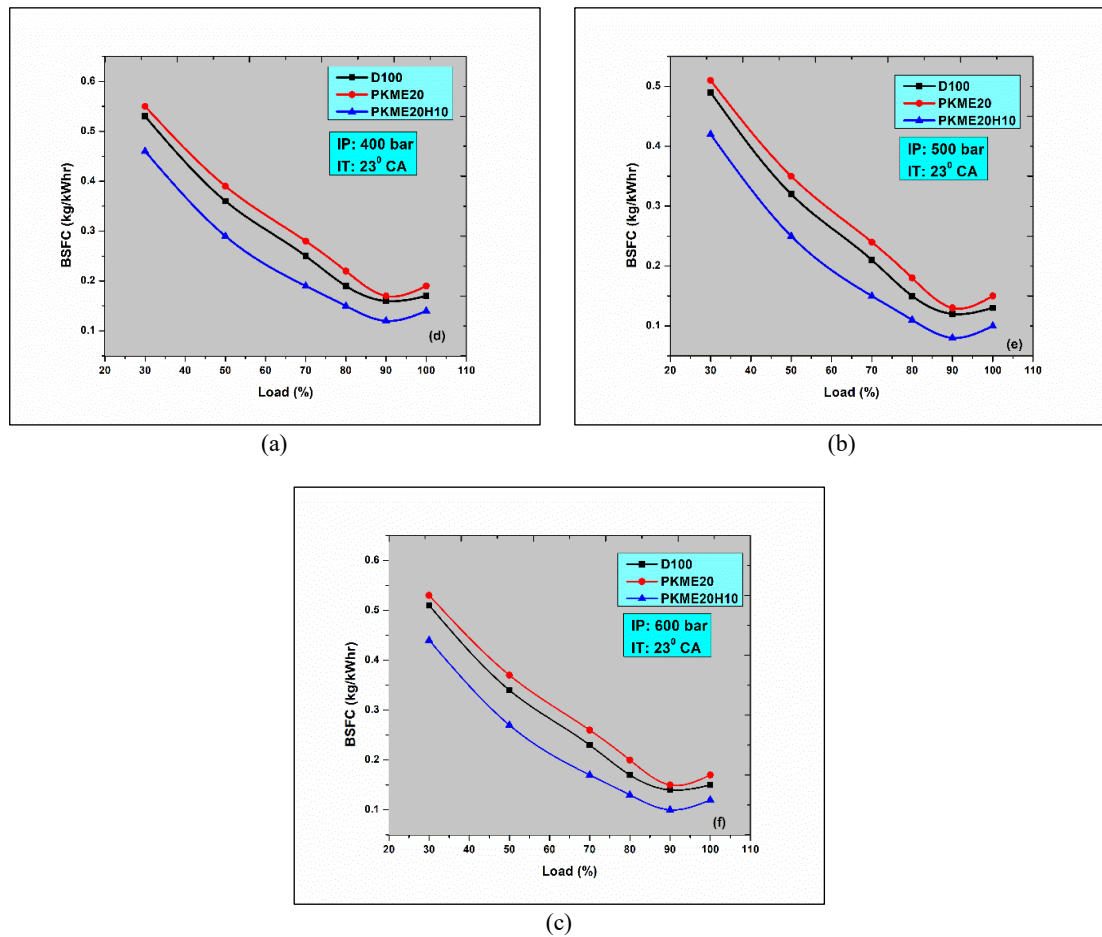 0.6
0.5
0.4
0.3
0.2
0.1
BSFC (kg/kWhr)
D100
PKME20
PKME20H10
IP: 400 bar
IT: 23⁰ CA
(d)
20 30 40 50 60 70 80 90 100 110
Load (%)
(a)
0.5
0.4
0.3
0.2
0.1
BSFC (kg/kWhr)
D100
PKME20
PKME20H10
IP: 500 bar
IT: 23⁰ CA
(e)
20 30 40 50 60 70 80 90 100 110
Load (%)
(b)
0.6
0.5
0.4
0.3
0.2
0.1
BSFC (kg/kWhr)
D100
PKME20
PKME20H10
IP: 600 bar
IT: 23⁰ CA
(f)
20 30 40 50 60 70 80 90 100 110
Load (%)
(c)